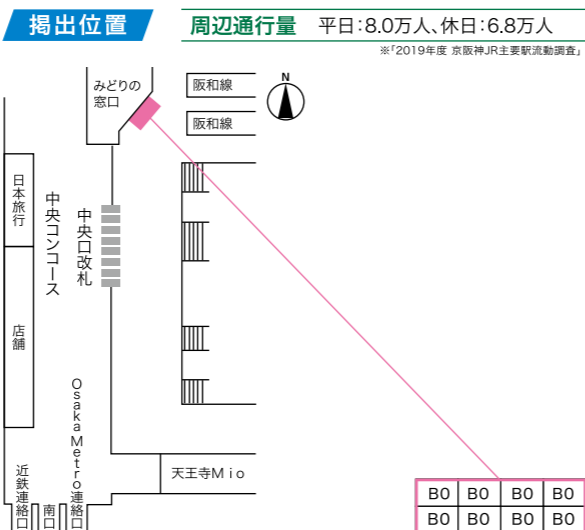 掲出位置
周辺通行量 平日:8.0万人、休日:6.8万人
※「2019年度 京阪神JR主要駅流動調査」
みどりの
窓口
阪和線
阪和線
N
日本旅行
中央コンコース
中央口改札
店舗
Osaka Metro連絡口
近鉄連絡口
南口
天王寺Mio
B0 B0 B0 B0
B0 B0 B0 B0